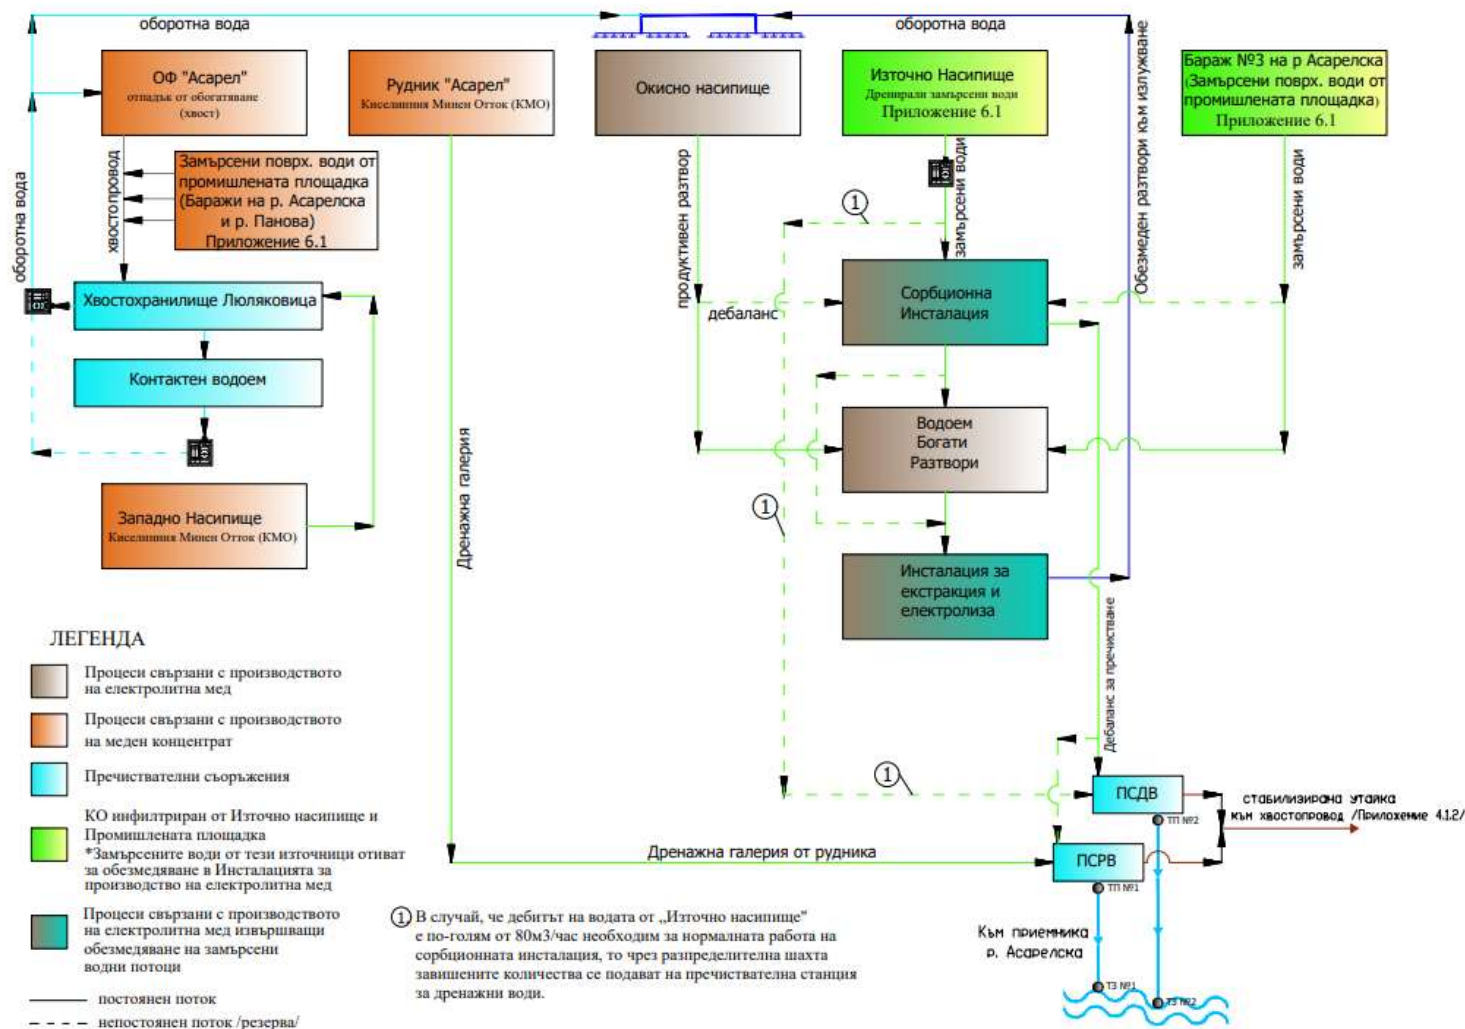 оборотна вода
оборотна вода
ОФ "Асарел"
отпадък от обогатяване
(хвост)
Рудник "Асарел"
Киселинния Минен Отток (КМО)
Окисно насипище
Източно Насипище
Дренирали замърсени води
Приложение 6.1
Бараж №3 на р Асарелска
(Замърсени поврх. води от
промишлената площадка)
Приложение 6.1
Замърсени поврх. води от
промишлената площадка
(Баражи на р. Асарелска
и р. Панова)
Приложение 6.1
хвостопровод
оборотна вода
продуктивен разтвор
замърсени води
Обезмеден разтвори към излужване
замърсени води
1
Хвостохранилище Люляковица
Сорбционна
Инсталация
дебаланс
Контактен водоем
Водоем
Богати
Разтвори
Западно Насипище
Киселинния Минен Отток (КМО)
1
Дренажна галерия
Инсталация за
екстракция и
електролиза
Дебаланс за пречистване
ЛЕГЕНДА
Процеси свързани с производството
на електролитна мед
Процеси свързани с производството
на меден концентрат
Пречиствателни съоръжения
КО инфилтриран от Източно насипище и
Промишлената площадка
*Замърсените води от тези източници отиват
за обезмедяване в Инсталацията за
производство на електролитна мед
Процеси свързани с производството
на електролитна мед извършващи
обезмедяване на замърсени
водни потоци
постоянен поток
непостоянен поток /резерва/
1
ПСДВ
стабилизирана утайка
към хвостопровод /Приложение 4.1.2/
ТП №2
Дренажна галерия от рудника
ПСРВ
ТП №1
1 В случай, че дебитът на водата от „Източно насипище"
е по-голям от 80м3/час необходим за нормалната работа на
сорбционната инсталация, то чрез разпределителна шахта
завишените количества се подават на пречиствателна станция
за дренажни води.
Към приемника
р. Асарелска
ТЗ №1
ТЗ №2